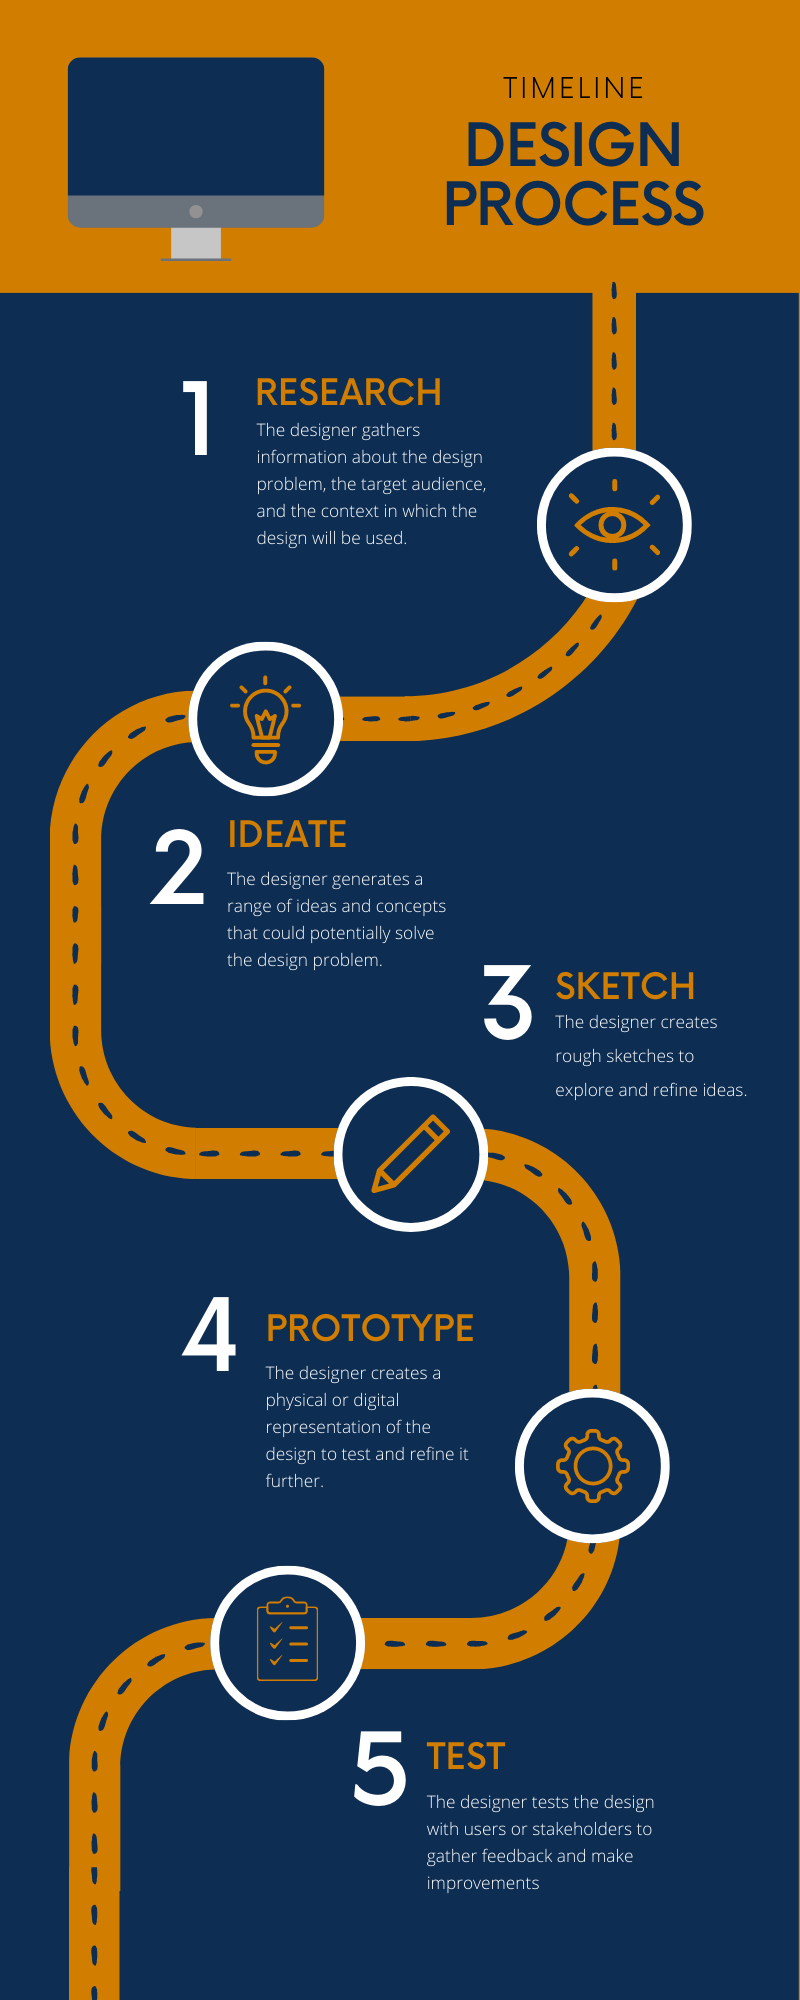 TIMELINE
DESIGN
PROCESS
1
RESEARCH
The designer gathers
information about the design
problem, the target audience,
and the context in which the
design will be used.
2
IDEATE
The designer generates a
range of ideas and concepts
that could potentially solve
the design problem.
3
SKETCH
The designer creates
rough sketches to
explore and refine ideas.
4
PROTOTYPE
The designer creates a
physical or digital
representation of the
design to test and refine it
further.
5
TEST
The designer tests the design
with users or stakeholders to
gather feedback and make
improvements